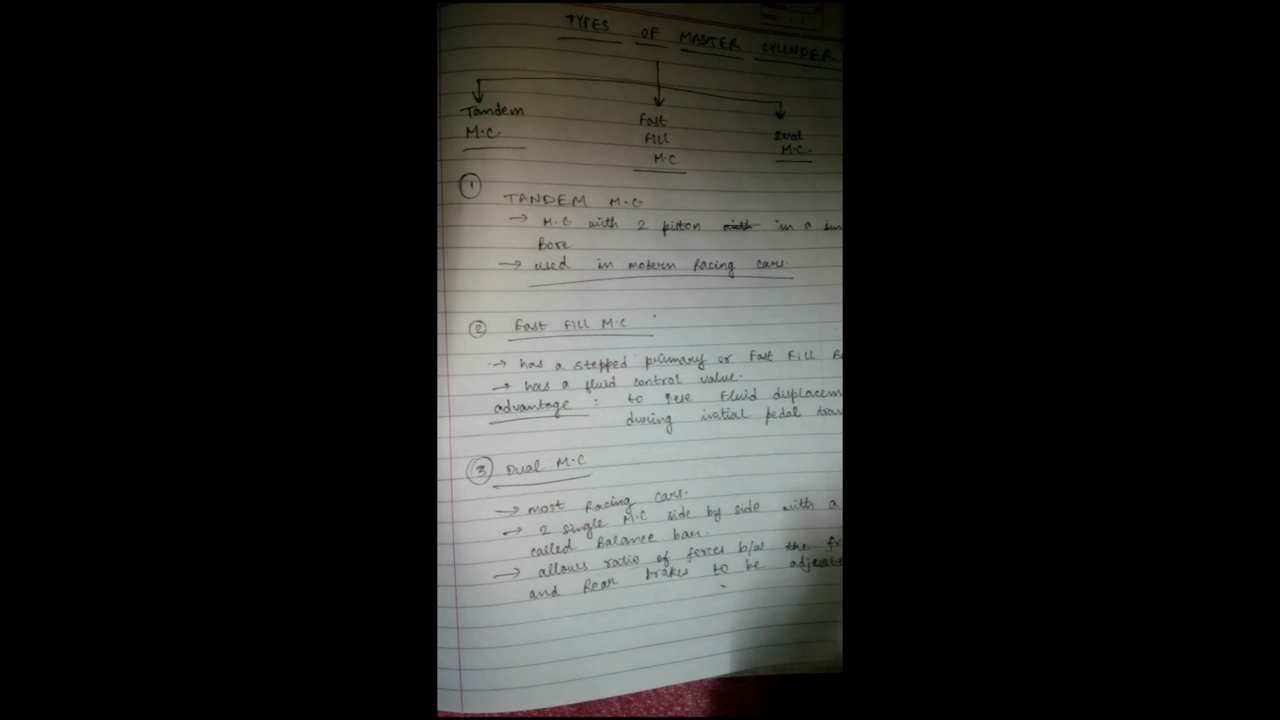 TYPES OF MASTER CYLINDER
Tandem
M.C.
Fast
Fill
M.C
Dual
M.C.
1
TANDEM M.C.
→ M.C. with 2 piston in a
Bore
→ used in modern Racing cars.
2 Fast Fill M.C
→ has a stepped primary or Fast Fill
→ has a fluid control value.
advantage : to Fluid
during initial pedal
3 Dual M.C
→ most Racing cars.
→ 2 single M.C side by side with a
called Balance bar.
→ allows ratio of forces b/w the
and Rear brakes to be